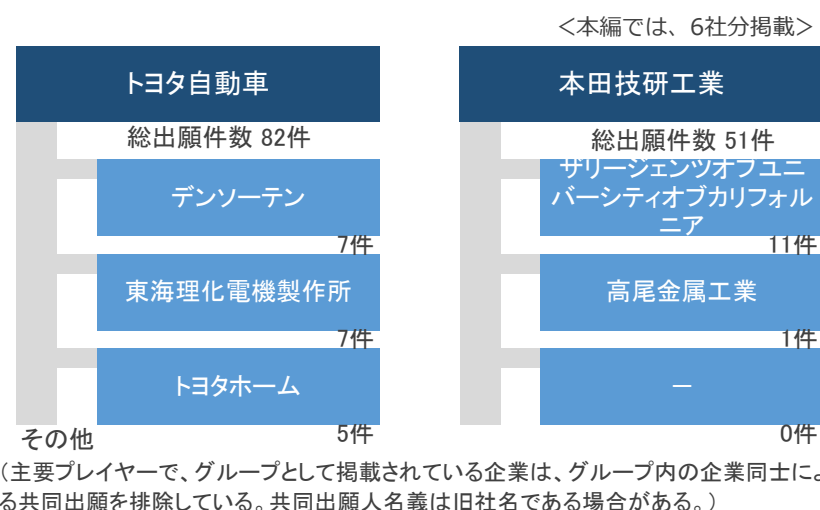 ＜本編では、6社分掲載＞
トヨタ自動車
総出願件数 82件
デンソーテン
7件
東海理化電機製作所
7件
トヨタホーム
5件
その他
本田技研工業
総出願件数 51件
ザリージェンツオブユニ
バーシティオブカリフォル
ニア
11件
高尾金属工業
1件
－
0件
（主要プレイヤーで、グループとして掲載されている企業は、グループ内の企業同士によ
る共同出願を排除している。共同出願人名義は旧社名である場合がある。）